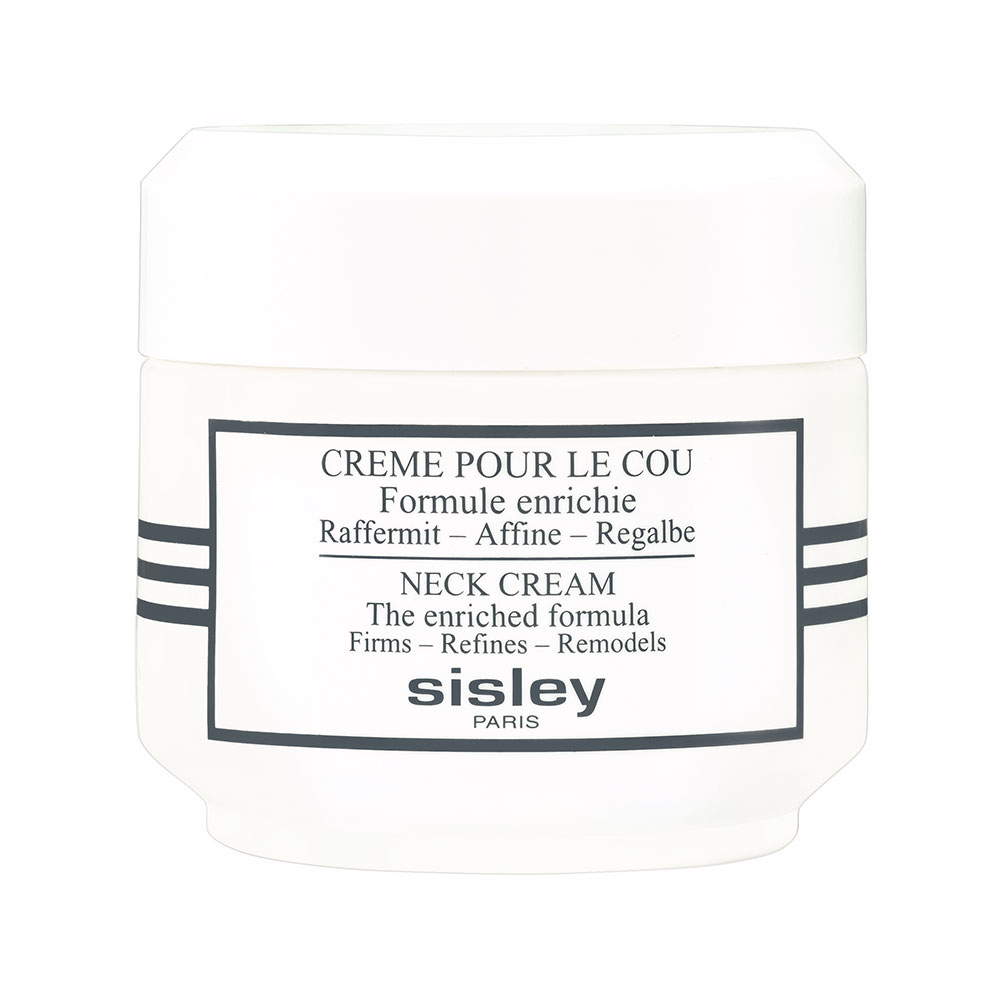 CREME POUR LE COU
Formule enrichie
Raffermit – Affine – Regalbe
NECK CREAM
The enriched formula
Firms – Refines – Remodels
sisley
PARIS